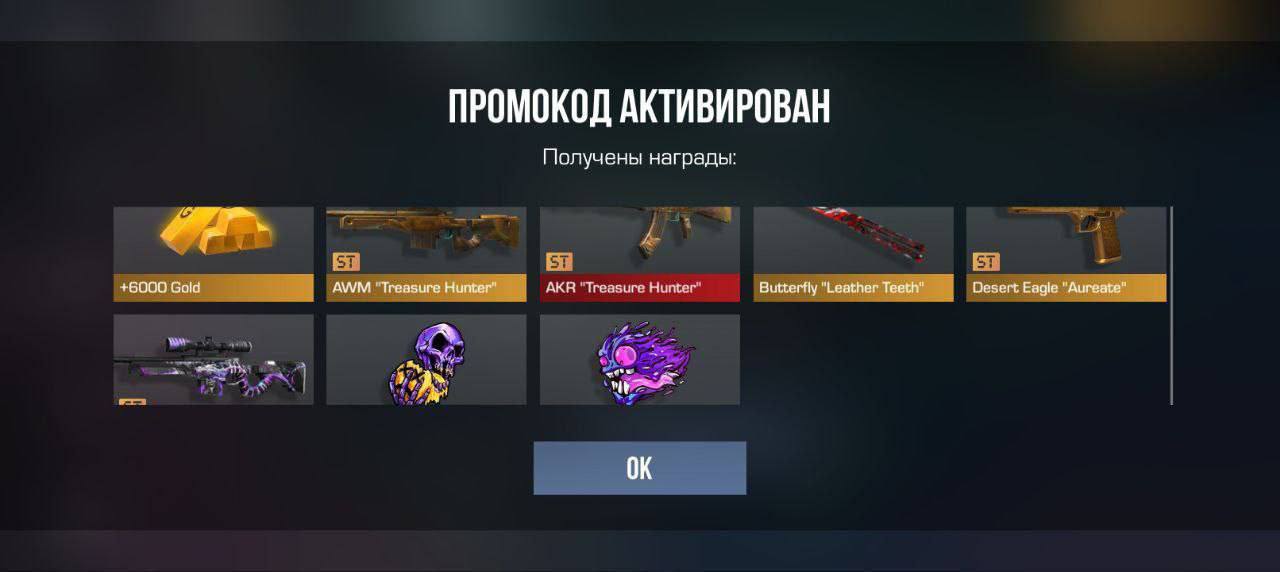 ПРОМОКОД АКТИВИРОВАН
Получены награды:
ST
ST
ST
+6000 Gold
AWM "Treasure Hunter"
AKR "Treasure Hunter"
Butterfly "Leather Teeth"
Desert Eagle "Aureate"
ST
OK